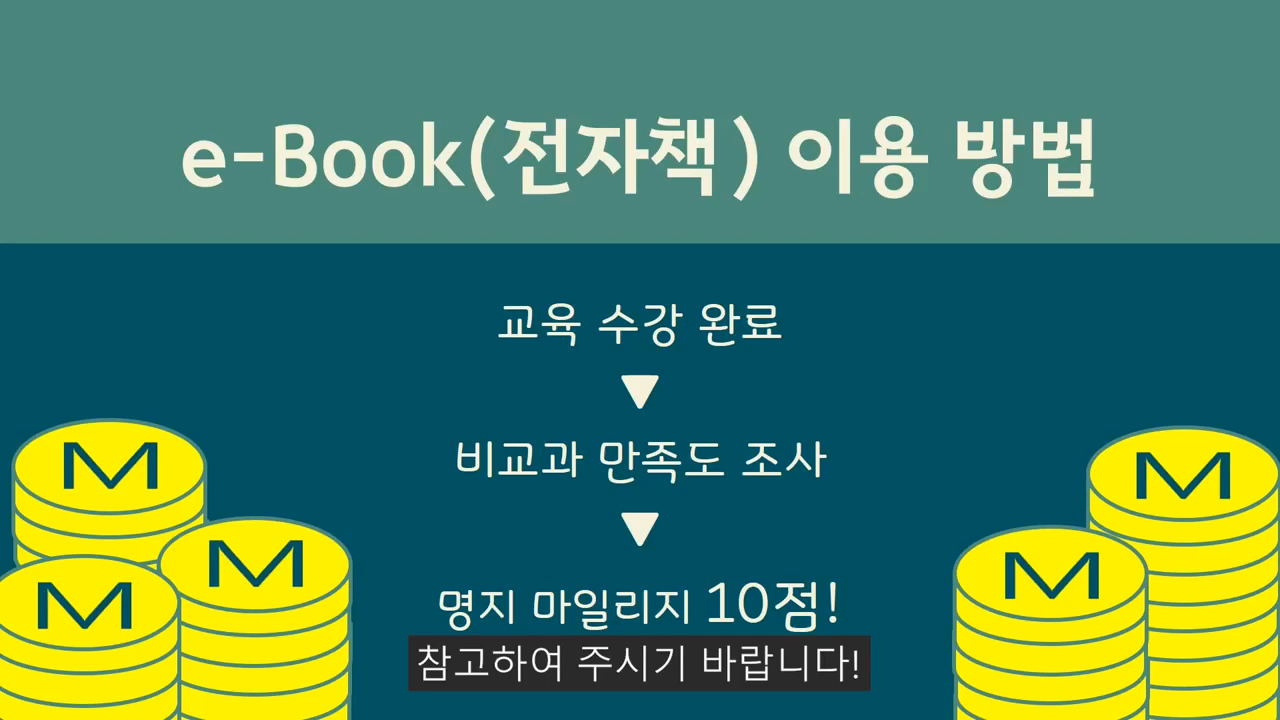 e-Book(전자책) 이용 방법
교육 수강 완료
▼
비교과 만족도 조사
▼
명지 마일리지 10점!
참고하여 주시기 바랍니다!
M
M
M
M
M